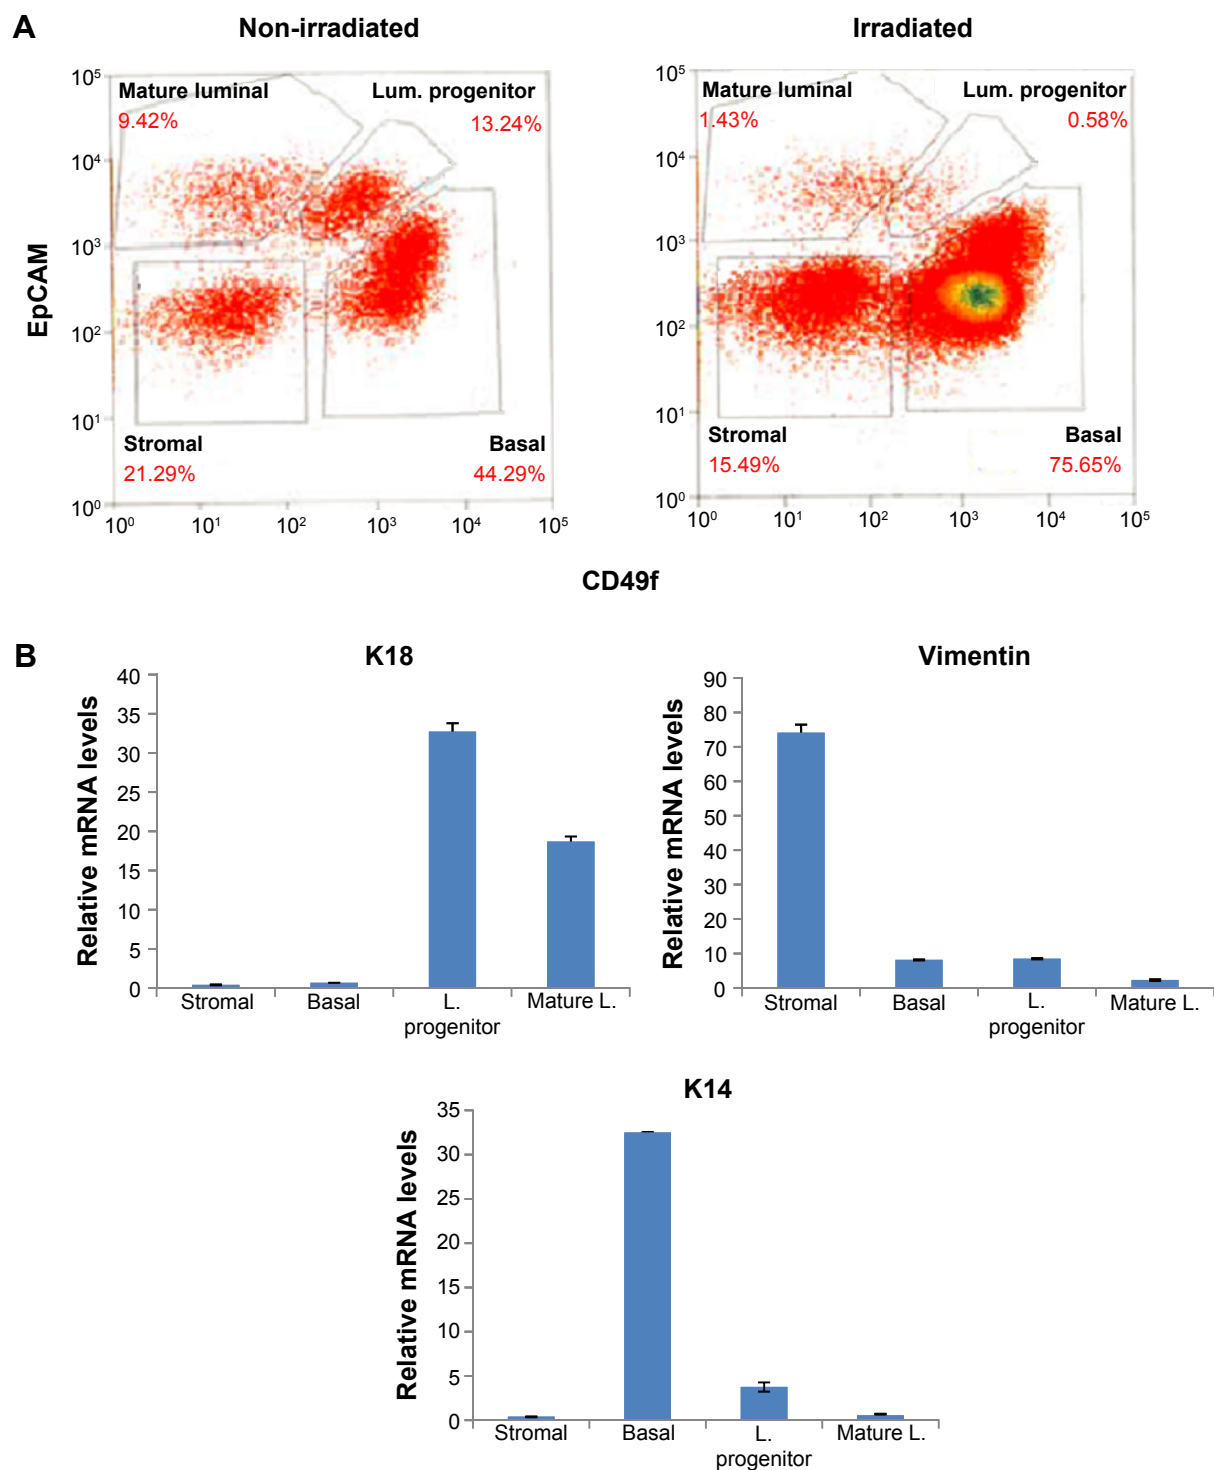 A
Non-irradiated
Irradiated
10⁵
Mature luminal
Lum. progenitor
9.42%
13.24%
10⁴
10³
10²
10¹
10⁰
Stromal
Basal
21.29%
44.29%
10⁰ 10¹ 10² 10³ 10⁴ 10⁵
EpCAM
10⁵
Mature luminal
Lum. progenitor
1.43%
0.58%
10⁴
10³
10²
10¹
10⁰
Stromal
Basal
15.49%
75.65%
10⁰ 10¹ 10² 10³ 10⁴ 10⁵
CD49f
B
K18
Relative mRNA levels
40
35
30
25
20
15
10
5
0
Stromal
Basal
L.
progenitor
Mature L.
Vimentin
Relative mRNA levels
90
80
70
60
50
40
30
20
10
0
Stromal
Basal
L.
progenitor
Mature L.
K14
Relative mRNA levels
35
30
25
20
15
10
5
0
Stromal
Basal
L.
progenitor
Mature L.